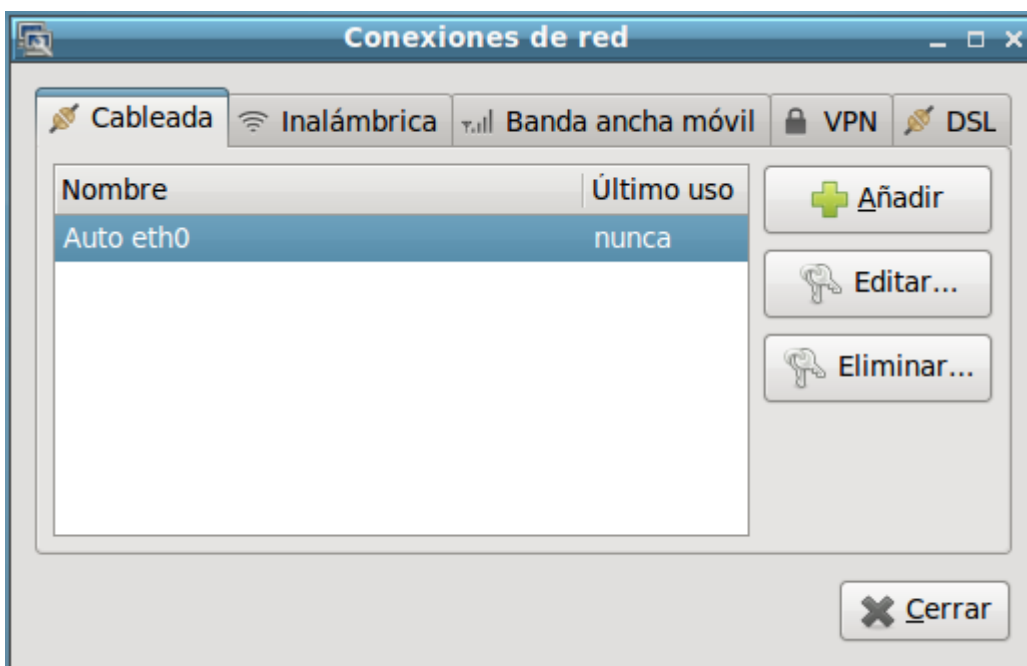 Conexiones de red
Cableada Inalámbrica Banda ancha móvil VPN DSL
Nombre Último uso
Añadir
Auto eth0 nunca
Editar...
Eliminar...
Cerrar